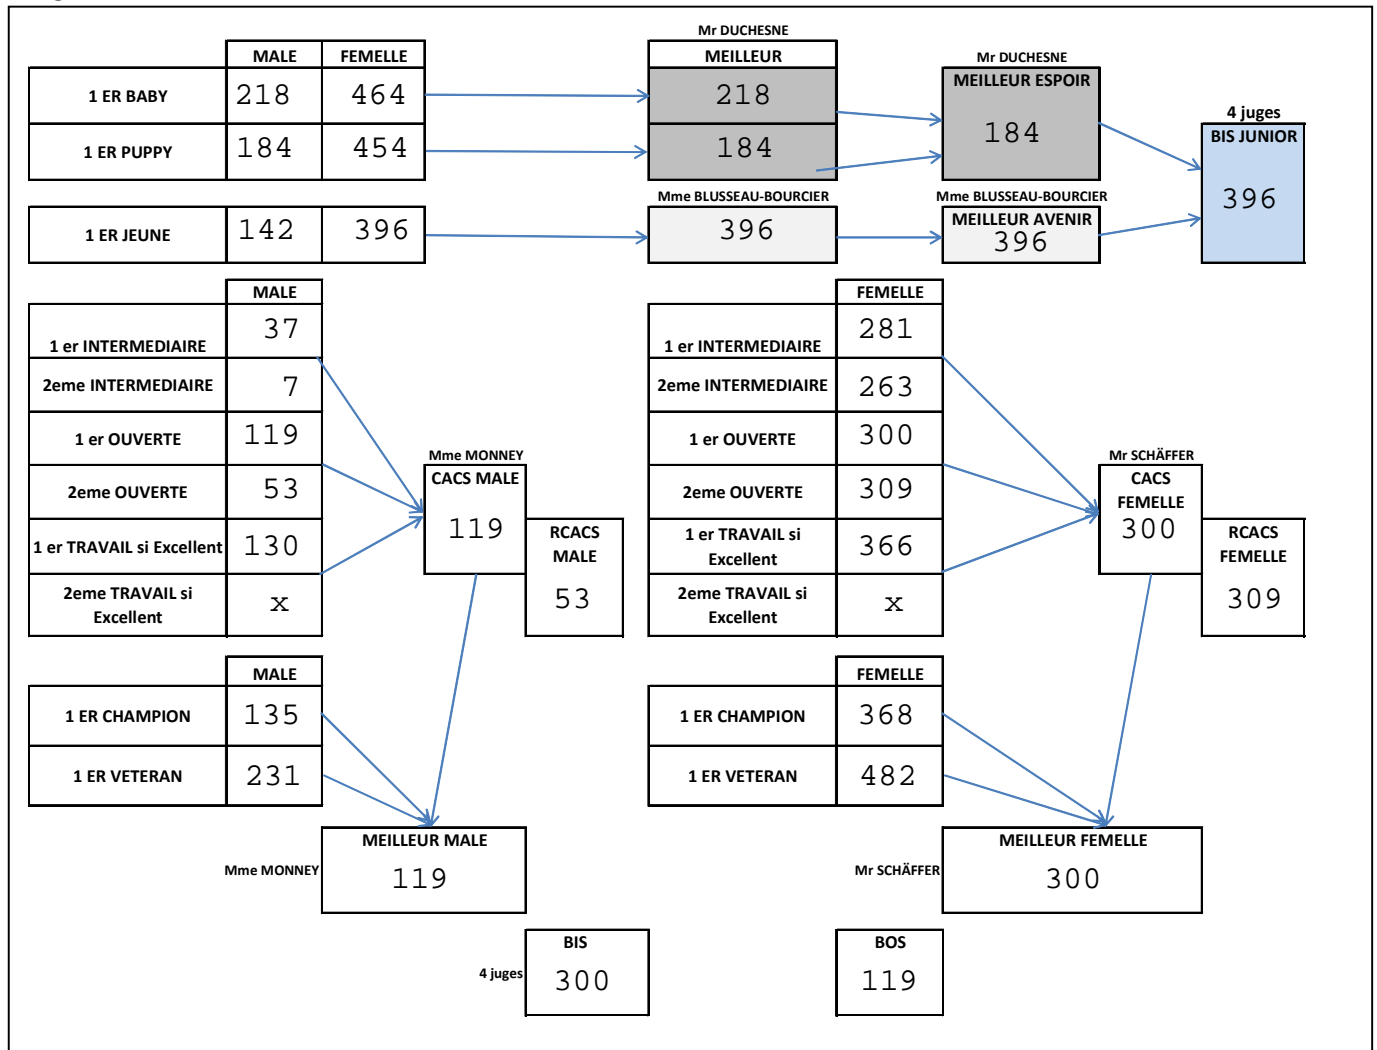 Mr DUCHESNE
MALE FEMELLE MEILLEUR Mr DUCHESNE
1 ER BABY 218 464 218 MEILLEUR ESPOIR
184
4 juges
1 ER PUPPY 184 454 184 BIS JUNIOR
396
Mme BLUSSEAU-BOURCIER Mme BLUSSEAU-BOURCIER
1 ER JEUNE 142 396 396 MEILLEUR AVENIR
396
MALE FEMELLE
1 er INTERMEDIAIRE 37 1 er INTERMEDIAIRE 281
2eme INTERMEDIAIRE 7 2eme INTERMEDIAIRE 263
1 er OUVERTE 119 1 er OUVERTE 300
Mme MONNEY Mr SCHÄFFER
2eme OUVERTE 53 CACS MALE 2eme OUVERTE 309 CACS
FEMELLE
119 300
1 er TRAVAIL si Excellent 130 RCACS
MALE 1 er TRAVAIL si
Excellent 366 RCACS
FEMELLE
2eme TRAVAIL si
Excellent x 53 2eme TRAVAIL si
Excellent x 309
MALE FEMELLE
1 ER CHAMPION 135 1 ER CHAMPION 368
1 ER VETERAN 231 1 ER VETERAN 482
MEILLEUR MALE MEILLEUR FEMELLE
Mme MONNEY 119 Mr SCHÄFFER 300
BIS BOS
4 juges 300 119